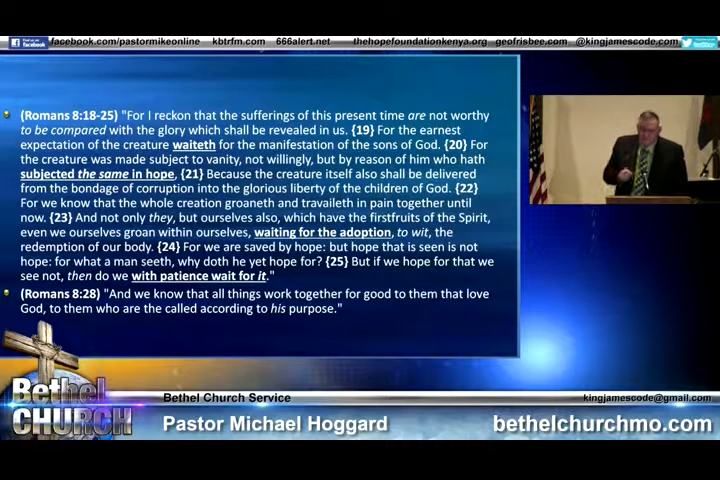 Find us on facebook facebook.com/pastormikeonline kbtrfm.com 666alert.net thehopefoundationkenya.org geofrisbee.com @kingjamescode.com
(Romans 8:18-25) "For I reckon that the sufferings of this present time are not worthy
to be compared with the glory which shall be revealed in us. {19} For the earnest
expectation of the creature waiteth for the manifestation of the sons of God. {20} For
the creature was made subject to vanity, not willingly, but by reason of him who hath
subjected the same in hope, {21} Because the creature itself also shall be delivered
from the bondage of corruption into the glorious liberty of the children of God. {22}
For we know that the whole creation groaneth and travaileth in pain together until
now. {23} And not only they, but ourselves also, which have the firstfruits of the Spirit,
even we ourselves groan within ourselves, waiting for the adoption, to wit, the
redemption of our body. {24} For we are saved by hope: but hope that is seen is not
hope: for what a man seeth, why doth he yet hope for? {25} But if we hope for that we
see not, then do we with patience wait for it."
(Romans 8:28) "And we know that all things work together for good to them that love
God, to them who are the called according to his purpose."
Bethel
CHURCH
Bethel Church Service
kingjamescode@gmail.com
Pastor Michael Hoggard
bethelchurchmo.com